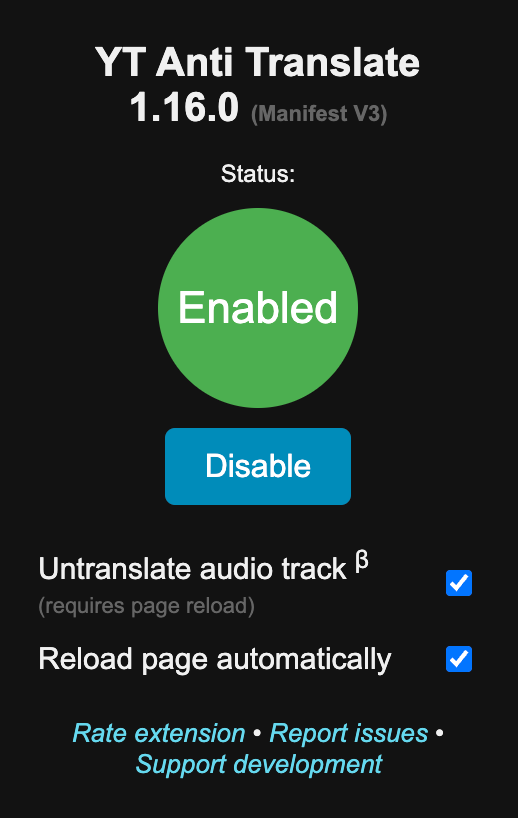 YT Anti Translate
1.16.0 (Manifest V3)
Status:
Enabled
Disable
Untranslate audio track β
(requires page reload)
Reload page automatically
Rate extension • Report issues •
Support development